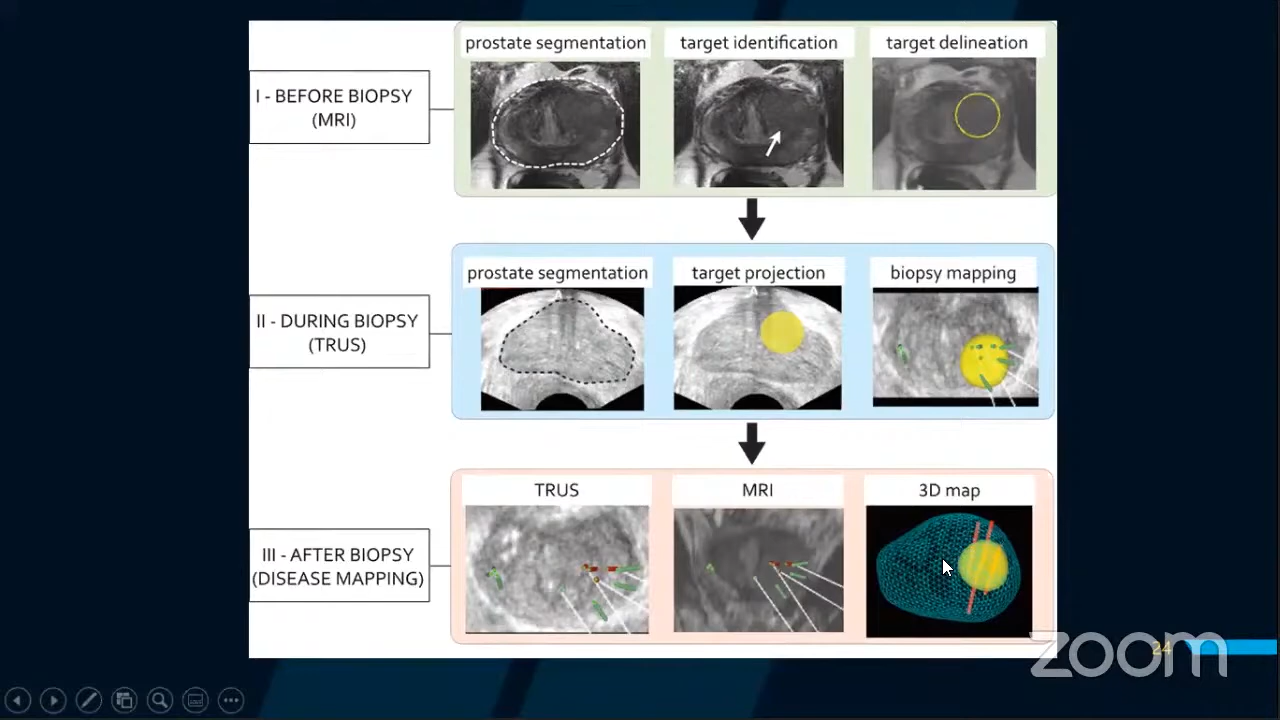 prostate segmentation
target identification
target delineation
I - BEFORE BIOPSY
(MRI)
prostate segmentation
target projection
biopsy mapping
A
A
II - DURING BIOPSY
(TRUS)
TRUS
MRI
3D map
III - AFTER BIOPSY
(DISEASE MAPPING)
24
zoom